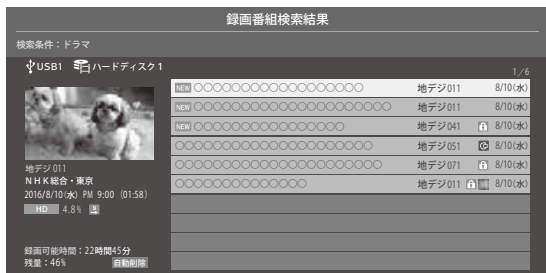 録画番組検索結果
検索条件：ドラマ
USB1 ハードディスク1
1/6
NEW 〇〇〇〇〇〇〇〇〇〇〇〇〇〇〇〇〇〇 地デジ011 8/10(水)
NEW 〇〇〇〇〇〇〇〇〇〇〇〇〇〇〇〇〇〇〇〇〇 地デジ011 8/10(水)
NEW 〇〇〇〇〇〇〇〇〇〇〇〇〇〇〇〇 地デジ041 8/10(水)
〇〇〇〇〇〇〇〇〇〇〇〇〇〇〇〇〇〇〇〇〇 地デジ051 8/10(水)
〇〇〇〇〇〇〇〇〇〇〇〇〇〇〇〇〇〇〇〇〇〇 地デジ071 8/10(水)
〇〇〇〇〇〇〇〇〇〇〇〇〇〇 地デジ011 8/10(水)
地デジ011
NHK総合・東京
2016/8/10(水) PM 9:00 (01:58)
HD 4.8%
録画可能時間：22時間45分
残量：46% 自動削除